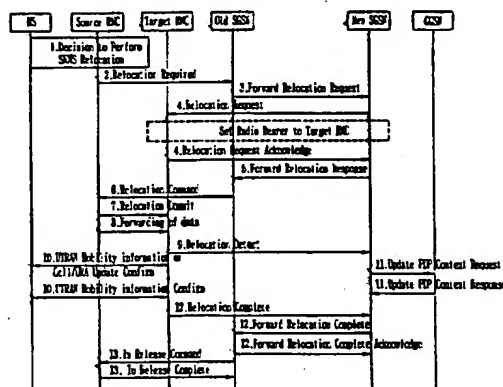 MS Source RNC Target RNC Old SGSN New SGSN GGSN
1.Decision to Perform
SRNS Relocation
2.Relocation Required
3.Forward Relocation Request
4.Relocation Request
Set Radio Bearer to Target RNC
4.Relocation Request Acknowledge
5.Forward Relocation Response
6.Relocation Command
7.Relocation Commit
8.Forwarding of data
9.Relocation Detect
10.UTRAN Mobility information or
Cell/URA Update Confirm
11.Update PDP Context Request
10.UTRAN Mobility information Confirm
11.Update PDP Context Response
12.Relocation Complete
12.Forward Relocation Complete
12.Forward Relocation Complete Acknowledge
13.Iu Release Command
13. Iu Release Complete